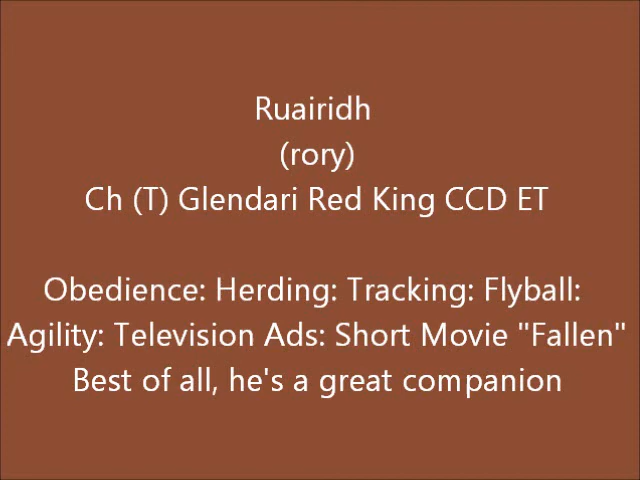 Ruairidh
(rory)
Ch (T) Glendari Red King CCD ET
Obedience: Herding: Tracking: Flyball:
Agility: Television Ads: Short Movie "Fallen"
Best of all, he's a great companion